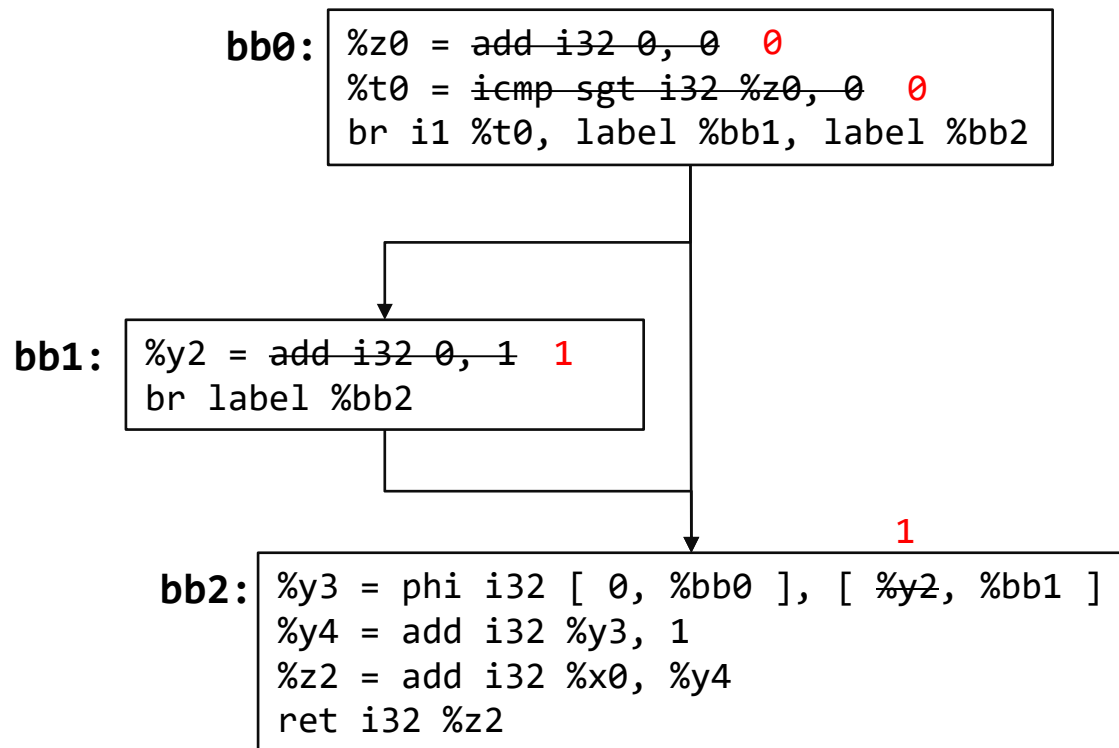 bb0: %z0 = add i32 0, 0 0
%t0 = icmp sgt i32 %z0, 0 0
br i1 %t0, label %bb1, label %bb2
bb1: %y2 = add i32 0, 1 1
br label %bb2
1
bb2: %y3 = phi i32 [ 0, %bb0 ], [ %y2, %bb1 ]
%y4 = add i32 %y3, 1
%z2 = add i32 %x0, %y4
ret i32 %z2